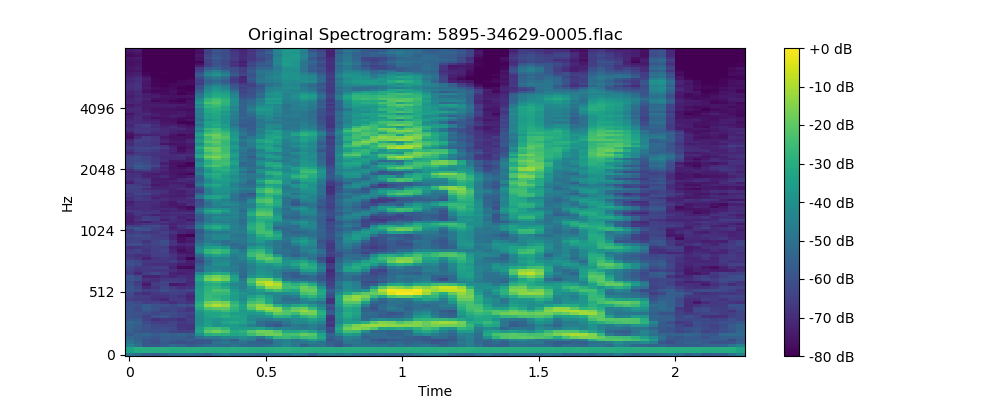 Original Spectrogram: 5895-34629-0005.flac
Hz
4096
2048
1024
512
0
0
0.5
1
1.5
2
Time
+0 dB
-10 dB
-20 dB
-30 dB
-40 dB
-50 dB
-60 dB
-70 dB
-80 dB